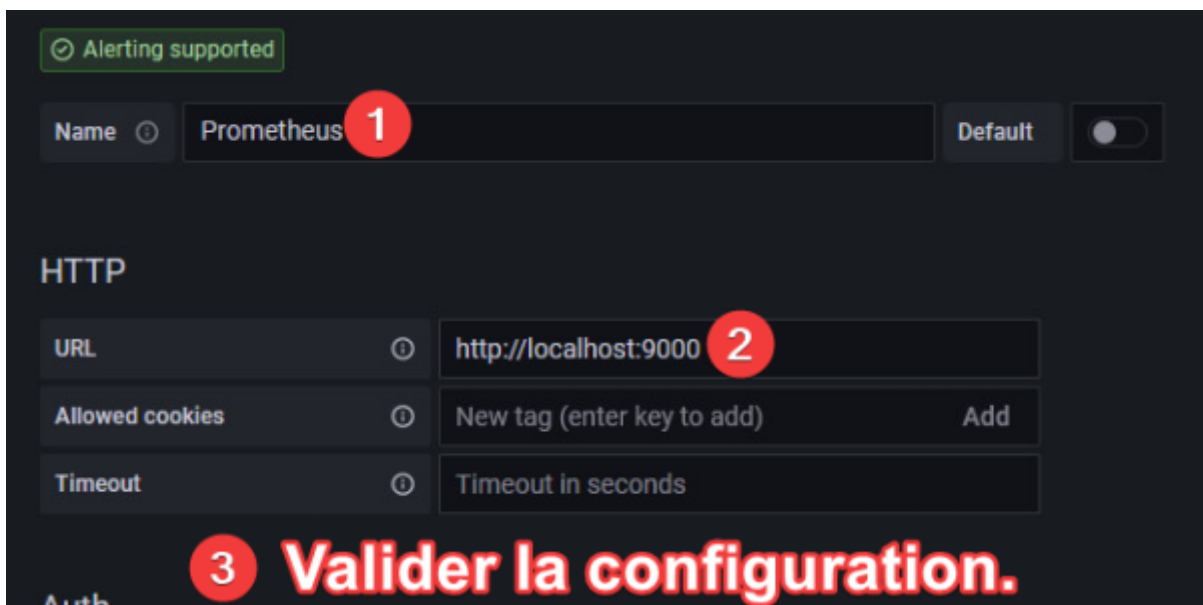 Alerting supported
Name Prometheus 1 Default
HTTP
URL http://localhost:9000 2
Allowed cookies New tag (enter key to add) Add
Timeout Timeout in seconds
3 Valider la configuration.
Auth